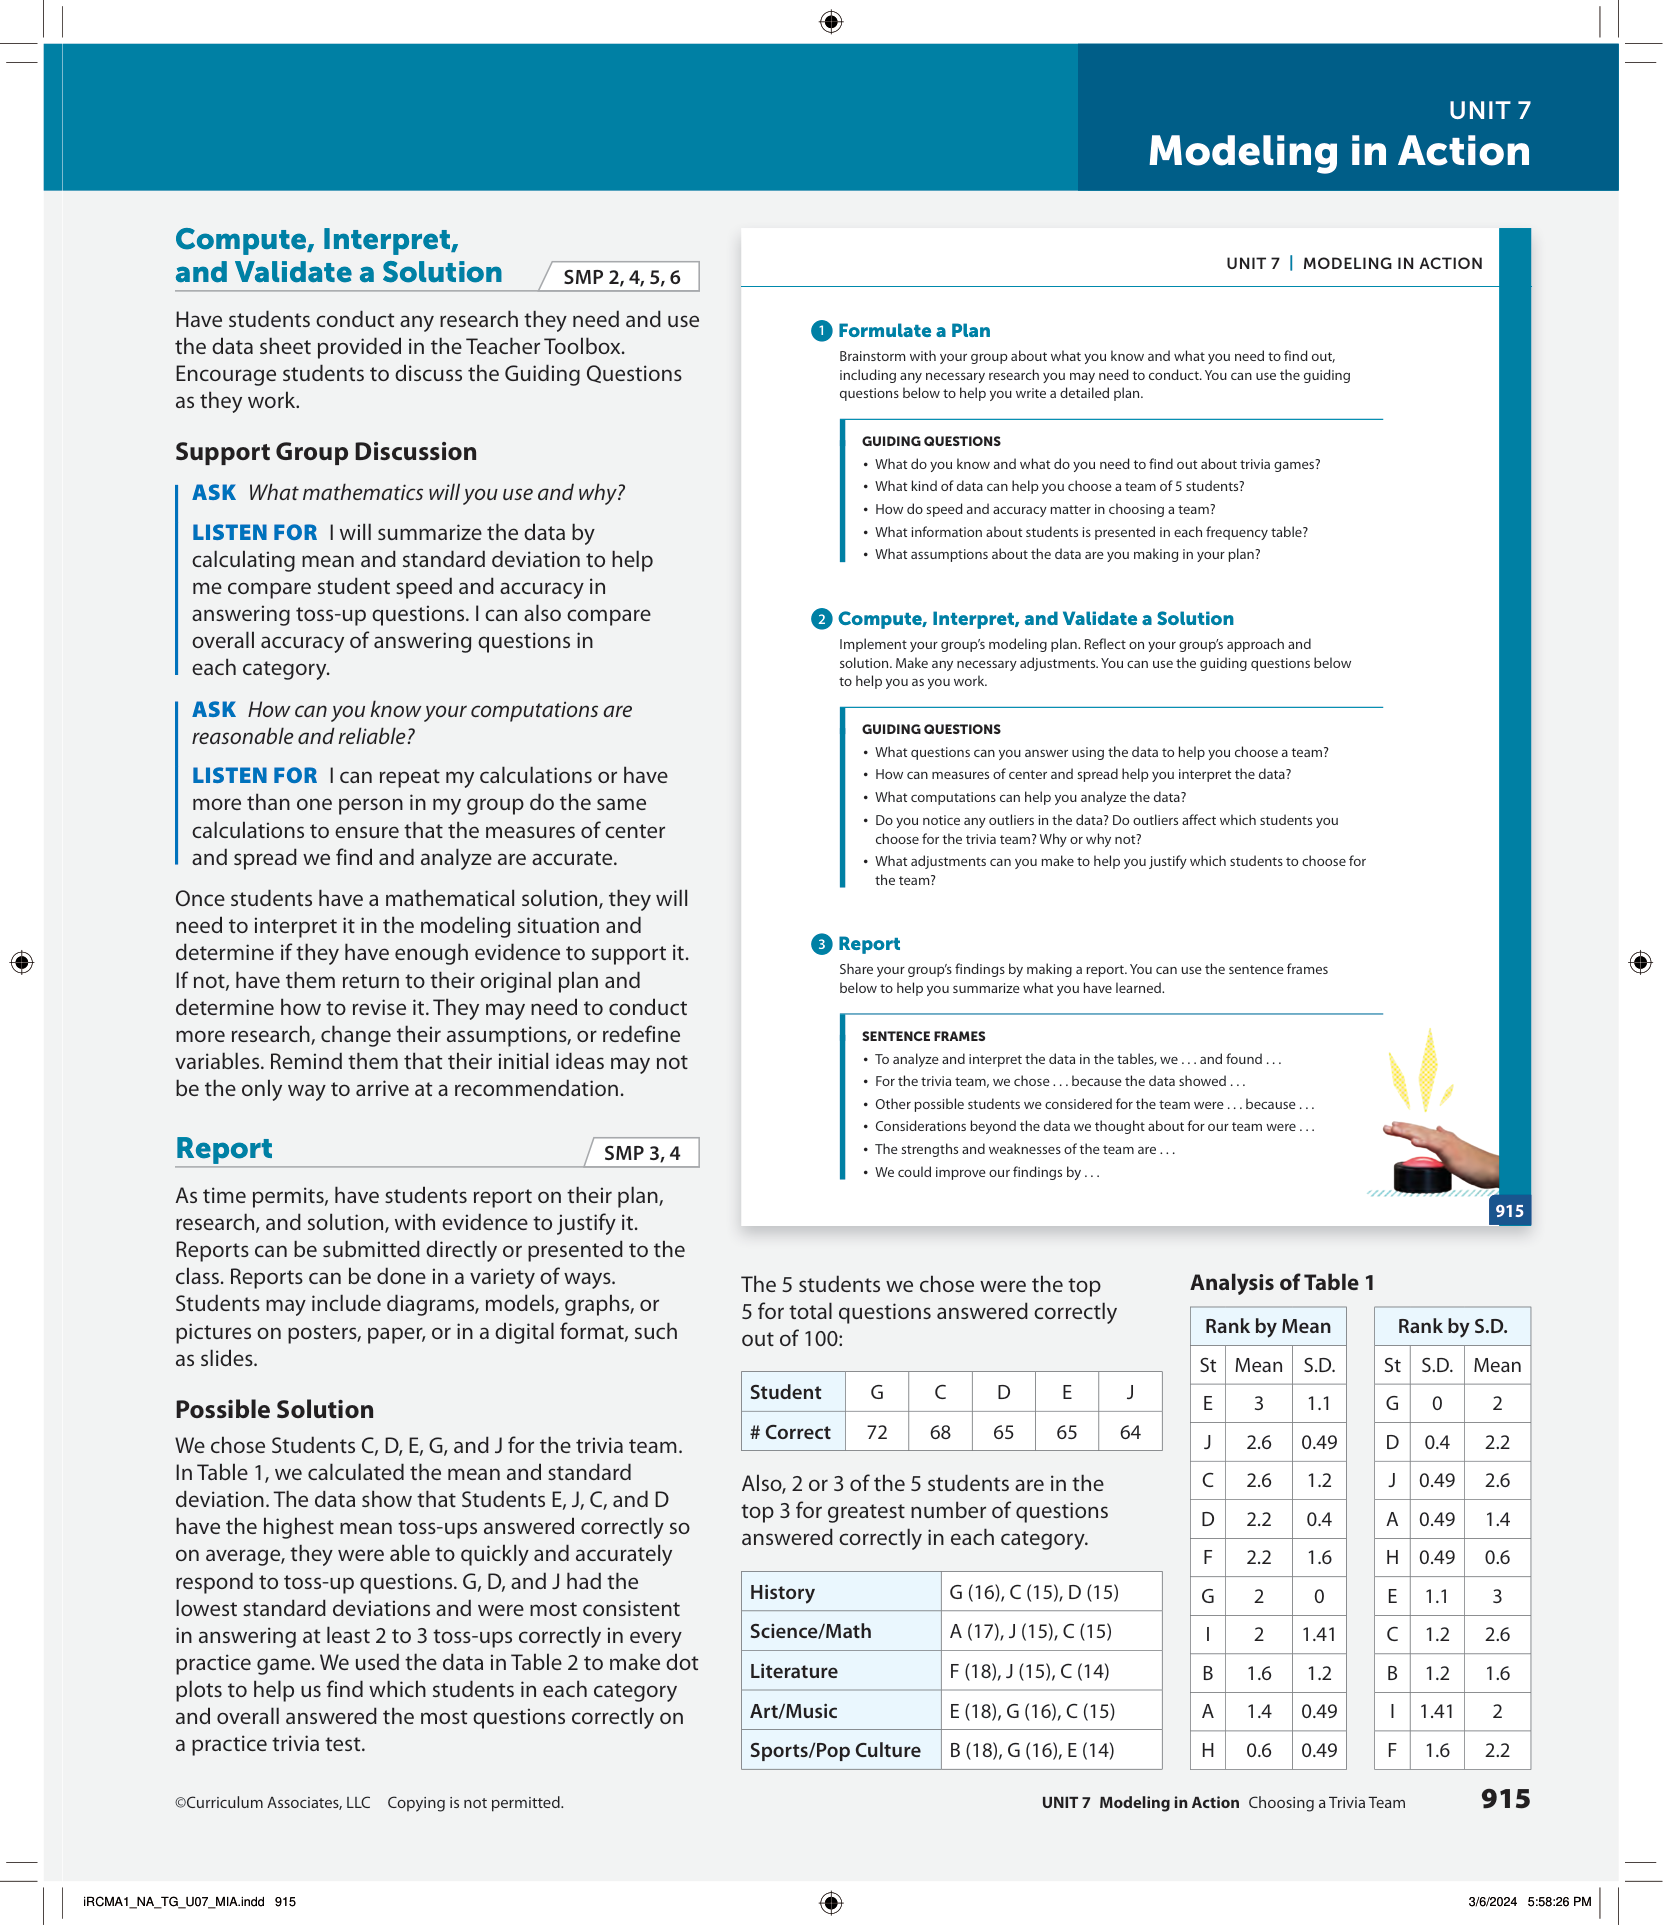 UNIT 7
Modeling in Action
Compute, Interpret,
and Validate a Solution
SMP 2, 4, 5, 6
Have students conduct any research they need and use
the data sheet provided in the Teacher Toolbox.
Encourage students to discuss the Guiding Questions
as they work.
Support Group Discussion
ASK What mathematics will you use and why?
LISTEN FOR I will summarize the data by
calculating mean and standard deviation to help
me compare student speed and accuracy in
answering toss-up questions. I can also compare
overall accuracy of answering questions in
each category.
ASK How can you know your computations are
reasonable and reliable?
LISTEN FOR I can repeat my calculations or have
more than one person in my group do the same
calculations to ensure that the measures of center
and spread we find and analyze are accurate.
Once students have a mathematical solution, they will
need to interpret it in the modeling situation and
determine if they have enough evidence to support it.
If not, have them return to their original plan and
determine how to revise it. They may need to conduct
more research, change their assumptions, or redefine
variables. Remind them that their initial ideas may not
be the only way to arrive at a recommendation.
Report
SMP 3, 4
As time permits, have students report on their plan,
research, and solution, with evidence to justify it.
Reports can be submitted directly or presented to the
class. Reports can be done in a variety of ways.
Students may include diagrams, models, graphs, or
pictures on posters, paper, or in a digital format, such
as slides.
Possible Solution
We chose Students C, D, E, G, and J for the trivia team.
In Table 1, we calculated the mean and standard
deviation. The data show that Students E, J, C, and D
have the highest mean toss-ups answered correctly so
on average, they were able to quickly and accurately
respond to toss-up questions. G, D, and J had the
lowest standard deviations and were most consistent
in answering at least 2 to 3 toss-ups correctly in every
practice game. We used the data in Table 2 to make dot
plots to help us find which students in each category
and overall answered the most questions correctly on
a practice trivia test.
UNIT 7 | MODELING IN ACTION
1 Formulate a Plan
Brainstorm with your group about what you know and what you need to find out,
including any necessary research you may need to conduct. You can use the guiding
questions below to help you write a detailed plan.
GUIDING QUESTIONS
• What do you know and what do you need to find out about trivia games?
• What kind of data can help you choose a team of 5 students?
• How do speed and accuracy matter in choosing a team?
• What information about students is presented in each frequency table?
• What assumptions about the data are you making in your plan?
2 Compute, Interpret, and Validate a Solution
Implement your group's modeling plan. Reflect on your group's approach and
solution. Make any necessary adjustments. You can use the guiding questions below
to help you as you work.
GUIDING QUESTIONS
• What questions can you answer using the data to help you choose a team?
• How can measures of center and spread help you interpret the data?
• What computations can help you analyze the data?
• Do you notice any outliers in the data? Do outliers affect which students you
choose for the trivia team? Why or why not?
• What adjustments can you make to help you justify which students to choose for
the team?
3 Report
Share your group's findings by making a report. You can use the sentence frames
below to help you summarize what you have learned.
SENTENCE FRAMES
• To analyze and interpret the data in the tables, we . . . and found . . .
• For the trivia team, we chose . . . because the data showed . . .
• Other possible students we considered for the team were . . . because . . .
• Considerations beyond the data we thought about for our team were . . .
• The strengths and weaknesses of the team are . . .
• We could improve our findings by . . .
915
The 5 students we chose were the top
5 for total questions answered correctly
out of 100:
Student G C D E J
# Correct 72 68 65 65 64
Also, 2 or 3 of the 5 students are in the
top 3 for greatest number of questions
answered correctly in each category.
History G (16), C (15), D (15)
Science/Math A (17), J (15), C (15)
Literature F (18), J (15), C (14)
Art/Music E (18), G (16), C (15)
Sports/Pop Culture B (18), G (16), E (14)
Analysis of Table 1
Rank by Mean
St Mean S.D.
E 3 1.1
J 2.6 0.49
C 2.6 1.2
D 2.2 0.4
F 2.2 1.6
G 2 0
I 2 1.41
B 1.6 1.2
A 1.4 0.49
H 0.6 0.49
Rank by S.D.
St S.D. Mean
G 0 2
D 0.4 2.2
J 0.49 2.6
A 0.49 1.4
H 0.49 0.6
E 1.1 3
C 1.2 2.6
B 1.2 1.6
I 1.41 2
F 1.6 2.2
©Curriculum Associates, LLC Copying is not permitted.
UNIT 7 Modeling in Action Choosing a Trivia Team 915
iRCMA1_NA_TG_U07_MIA.indd 915
3/6/2024 5:58:26 PM